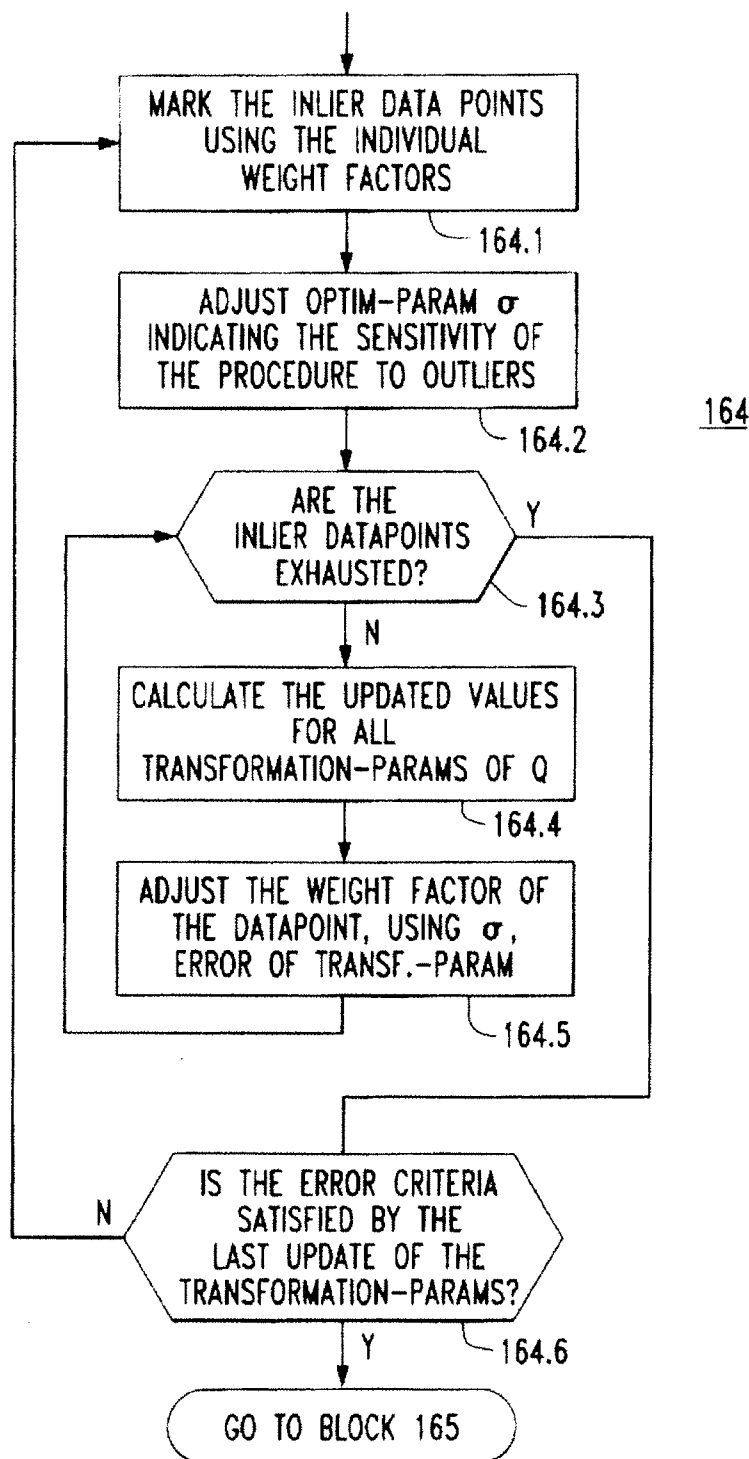 MARK THE INLIER DATA POINTS
USING THE INDIVIDUAL
WEIGHT FACTORS
164.1
ADJUST OPTIM-PARAM σ
INDICATING THE SENSITIVITY OF
THE PROCEDURE TO OUTLIERS
164.2
164
ARE THE
INLIER DATAPOINTS
EXHAUSTED?
Y
164.3
N
CALCULATE THE UPDATED VALUES
FOR ALL
TRANSFORMATION-PARAMS OF Q
164.4
ADJUST THE WEIGHT FACTOR OF
THE DATAPOINT, USING σ,
ERROR OF TRANSF.-PARAM
164.5
N
IS THE ERROR CRITERIA
SATISFIED BY THE
LAST UPDATE OF THE
TRANSFORMATION-PARAMS?
164.6
Y
GO TO BLOCK 165